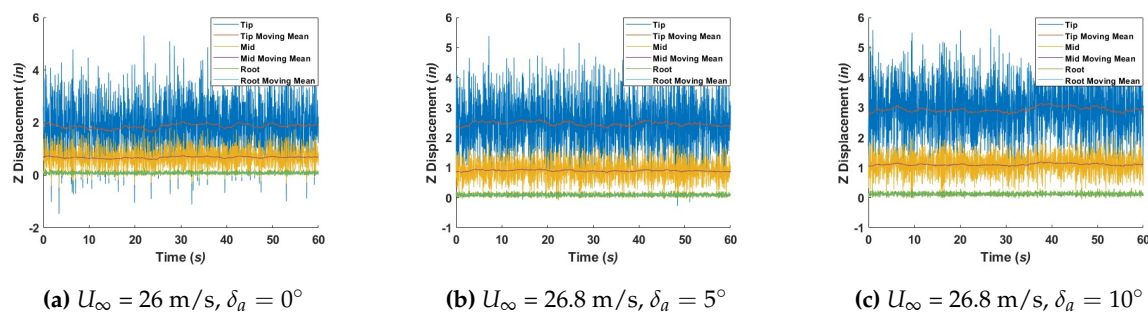 6
4
2
0
-2
Z Displacement (in)
0 10 20 30 40 50 60
Time (s)
Tip
Tip Moving Mean
Mid
Mid Moving Mean
Root
Root Moving Mean
(a) U∞ = 26 m/s, δa = 0°
6
5
4
3
2
1
0
-1
Z Displacement (in)
0 10 20 30 40 50 60
Time (s)
Tip
Tip Moving Mean
Mid
Mid Moving Mean
Root
Root Moving Mean
(b) U∞ = 26.8 m/s, δa = 5°
6
5
4
3
2
1
0
-1
Z Displacement (in)
0 10 20 30 40 50 60
Time (s)
Tip
Tip Moving Mean
Mid
Mid Moving Mean
Root
Root Moving Mean
(c) U∞ = 26.8 m/s, δa = 10°